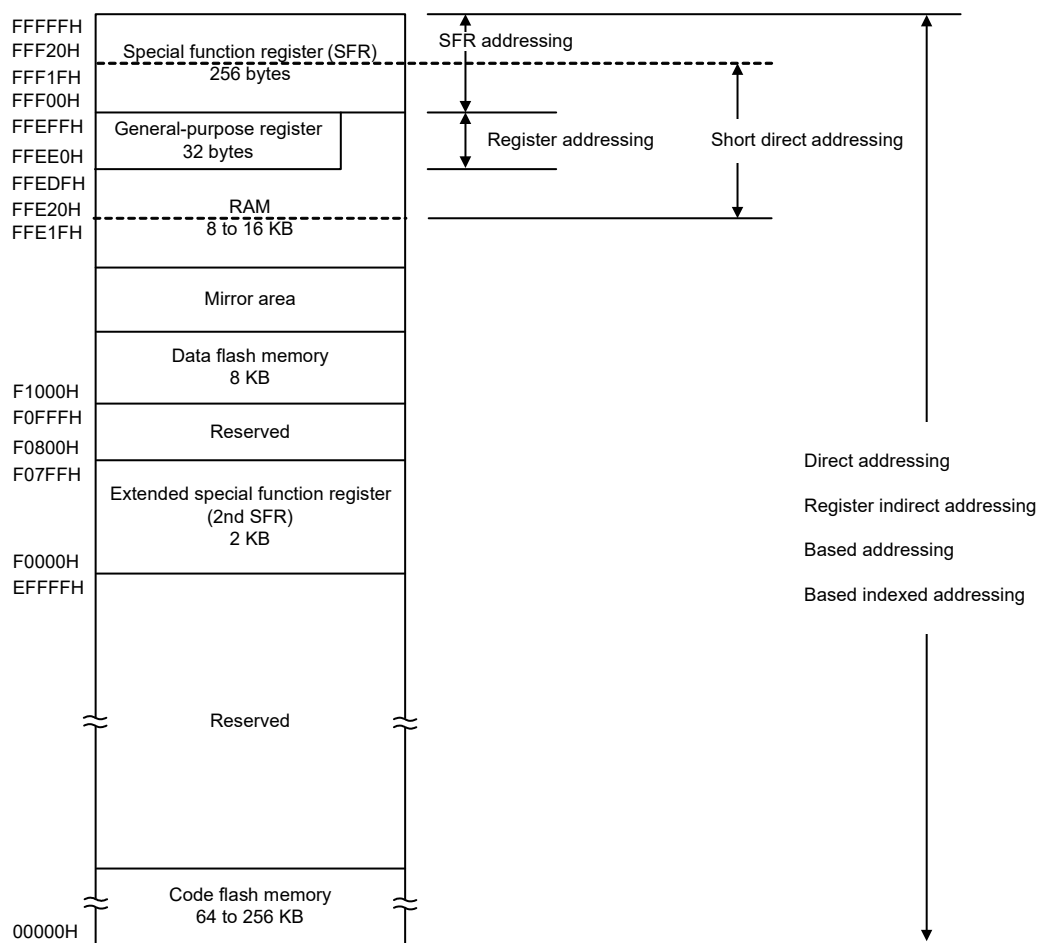 FFFFFH
FFF20H
FFF1FH
FFF00H
FFEFFH
FFEE0H
FFEDFH
FFE20H
FFE1FH
F1000H
F0FFFH
F0800H
F07FFH
F0000H
EFFFFH
00000H
Special function register (SFR)
256 bytes
General-purpose register
32 bytes
RAM
8 to 16 KB
Mirror area
Data flash memory
8 KB
Reserved
Extended special function register
(2nd SFR)
2 KB
Reserved
Code flash memory
64 to 256 KB
SFR addressing
Register addressing
Short direct addressing
Direct addressing
Register indirect addressing
Based addressing
Based indexed addressing